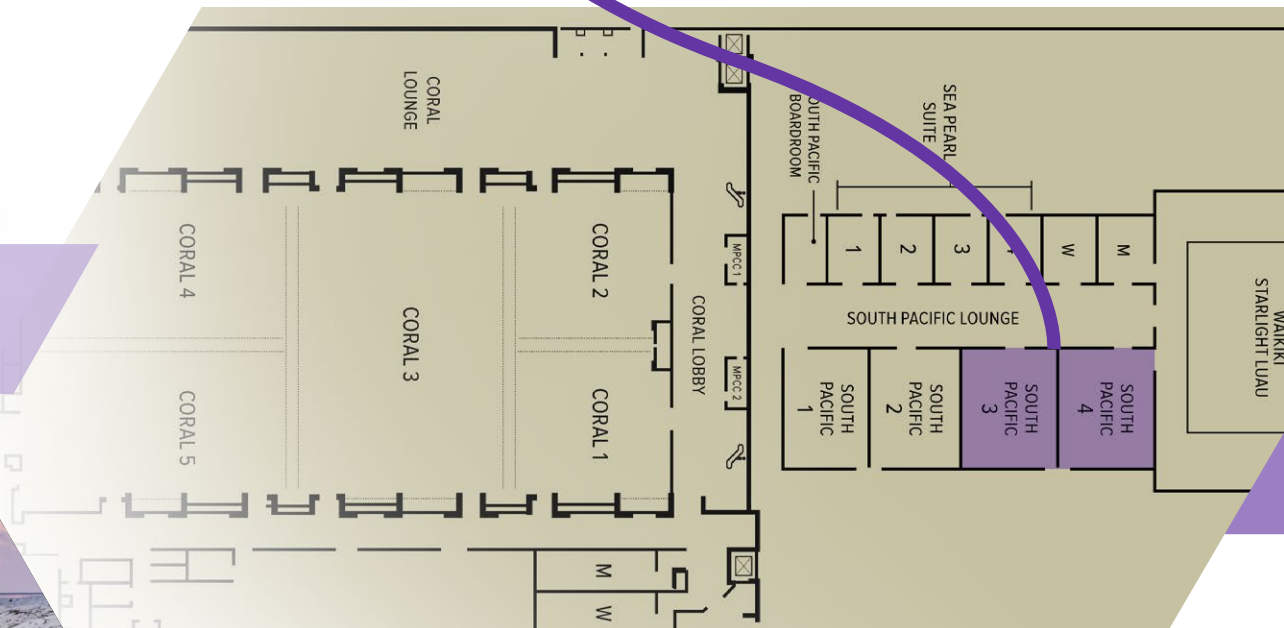 CORAL
LOUNGE
SEA PEARL
SUITE
OUTH PACIFIC
BOARDROOM
CORAL 4
CORAL 2
MPCC 1
1
2
3
W
M
CORAL 3
CORAL LOBBY
SOUTH PACIFIC LOUNGE
WAIKIKI
STARLIGHT LUAU
CORAL 5
CORAL 1
MPCC 2
SOUTH
PACIFIC
1
SOUTH
PACIFIC
2
SOUTH
PACIFIC
3
SOUTH
PACIFIC
4
M
W